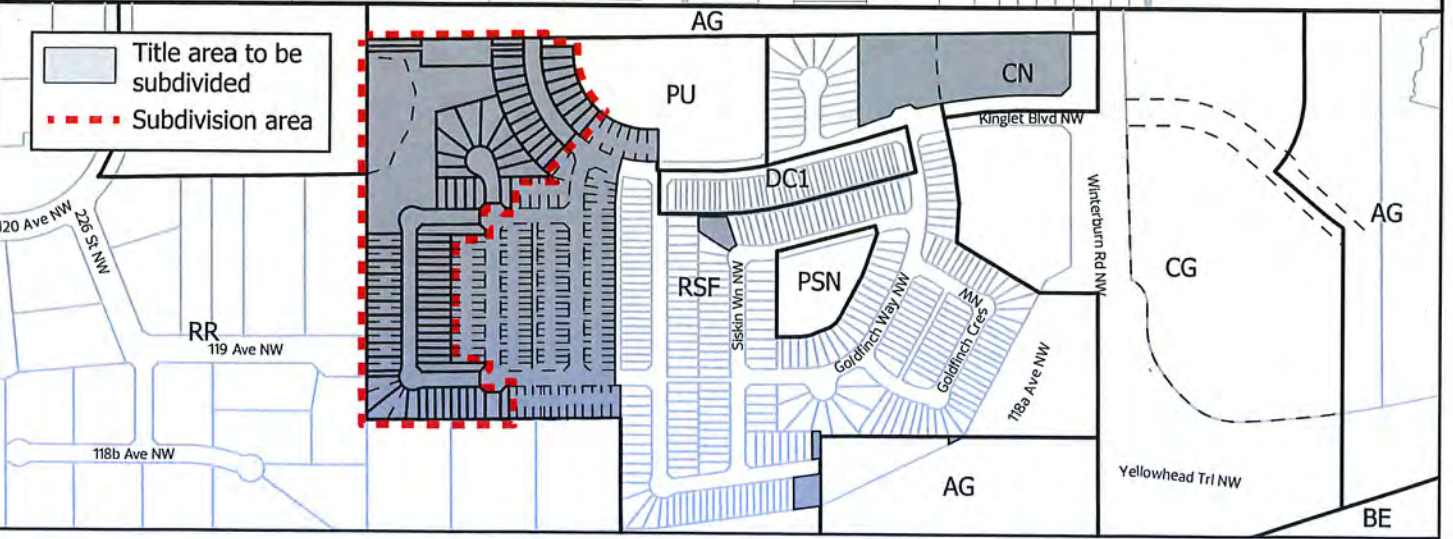 AG
Title area to be
subdivided
Subdivision area
PU
CN
Kinglet Blvd NW
DC1
120 Ave NW
226 St NW
Winterburn Rd NW
AG
CG
RSF
PSN
Siskin Wn NW
Goldfinch Way NW
Goldfinch Cres
NW
RR
119 Ave NW
118a Ave NW
118b Ave NW
AG
Yellowhead Trl NW
BE